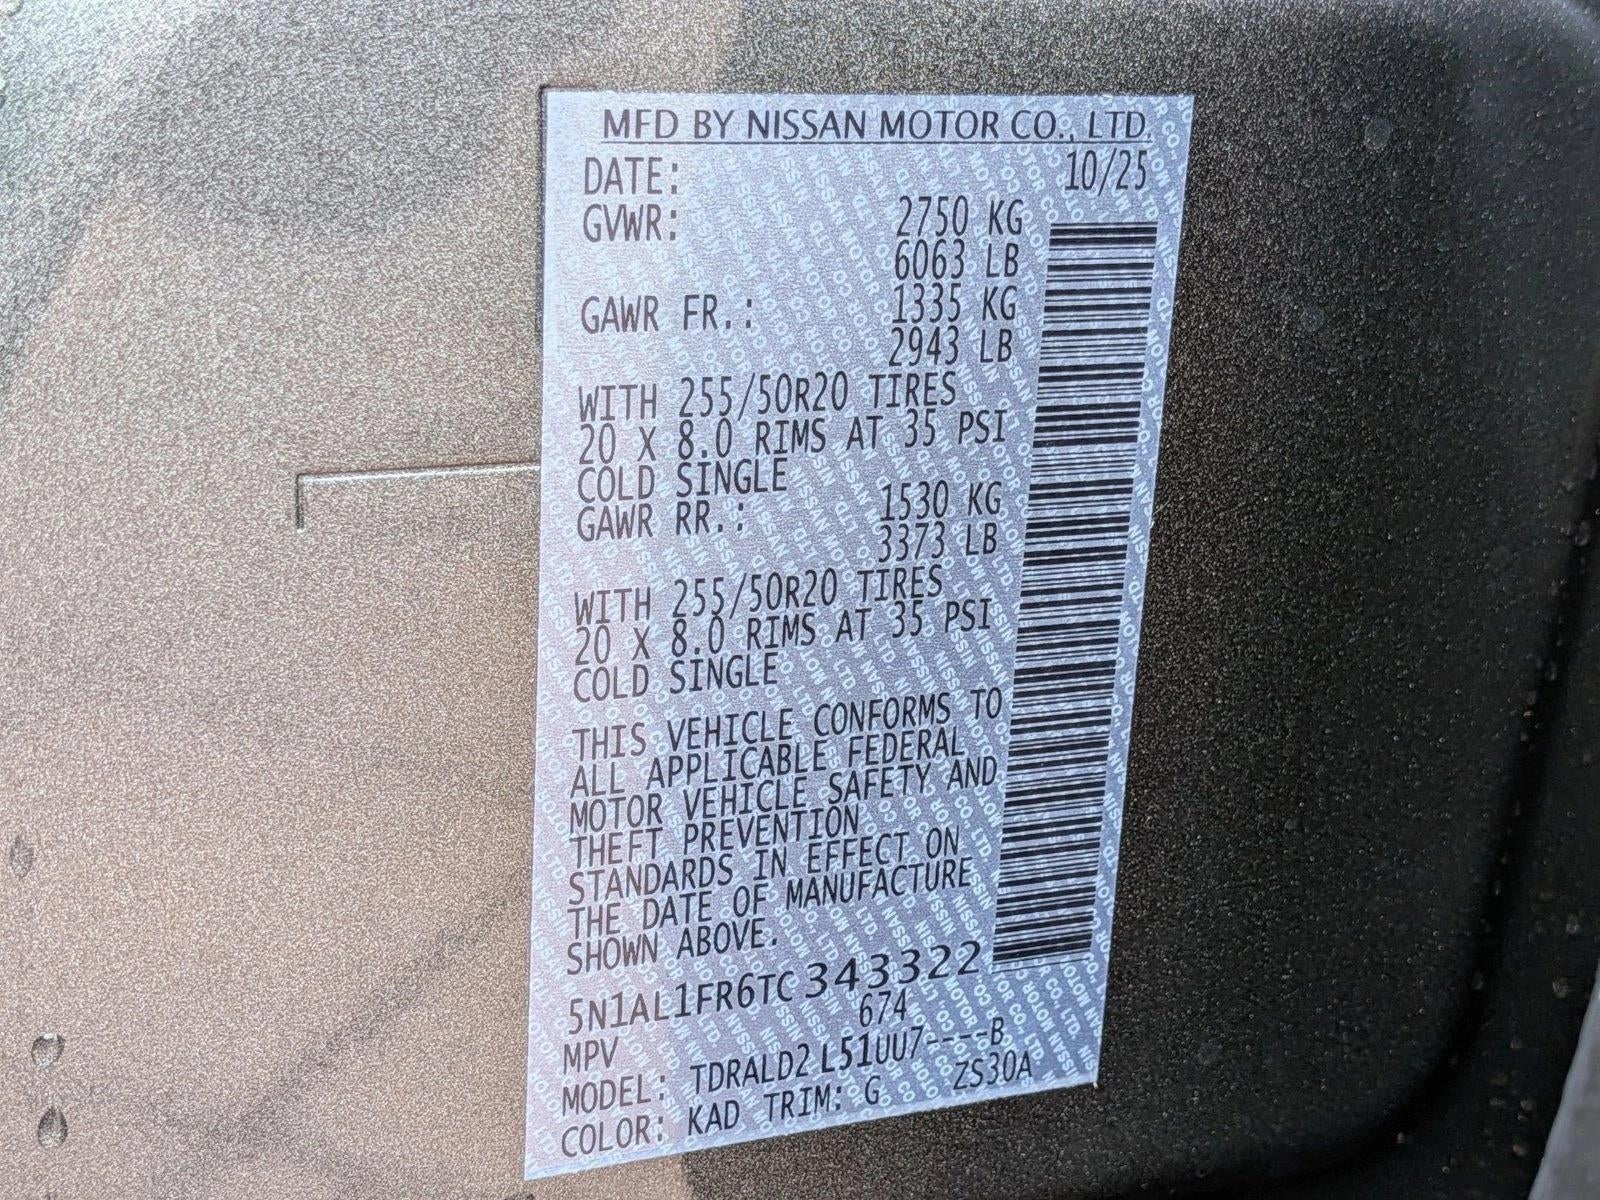 MFD BY NISSAN MOTOR CO., LTD.
DATE: 10/25
GVWR: 2750 KG
6063 LB
GAWR FR.: 1335 KG
2943 LB
WITH 255/50R20 TIRES
20 X 8.0 RIMS AT 35 PSI
COLD SINGLE
GAWR RR.: 1530 KG
3373 LB
WITH 255/50R20 TIRES
20 X 8.0 RIMS AT 35 PSI
COLD SINGLE
THIS VEHICLE CONFORMS TO
ALL APPLICABLE FEDERAL
MOTOR VEHICLE SAFETY AND
THEFT PREVENTION
STANDARDS IN EFFECT ON
THE DATE OF MANUFACTURE
SHOWN ABOVE.
5N1AL1FR6TC343322
MPV 674
MODEL: TDRALD2 L51UU7----B
COLOR: KAD TRIM: G ZS30A